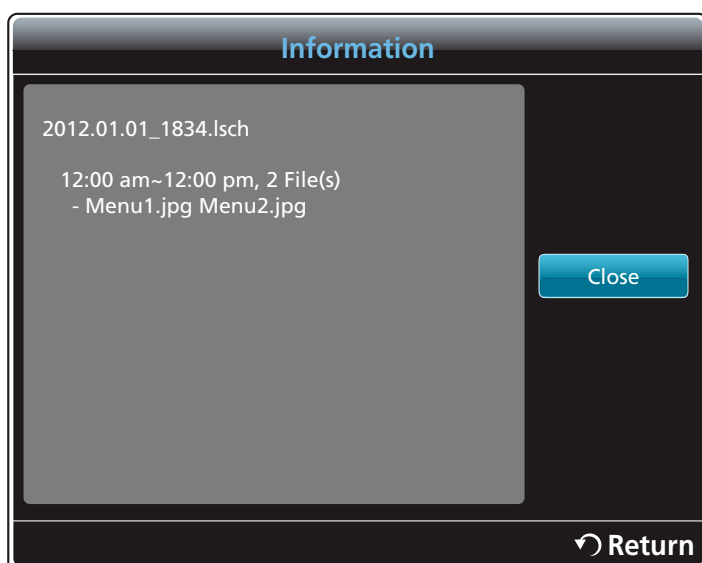 Information
2012.01.01_1834.lsch
12:00 am~12:00 pm, 2 File(s)
- Menu1.jpg Menu2.jpg
Close
Return